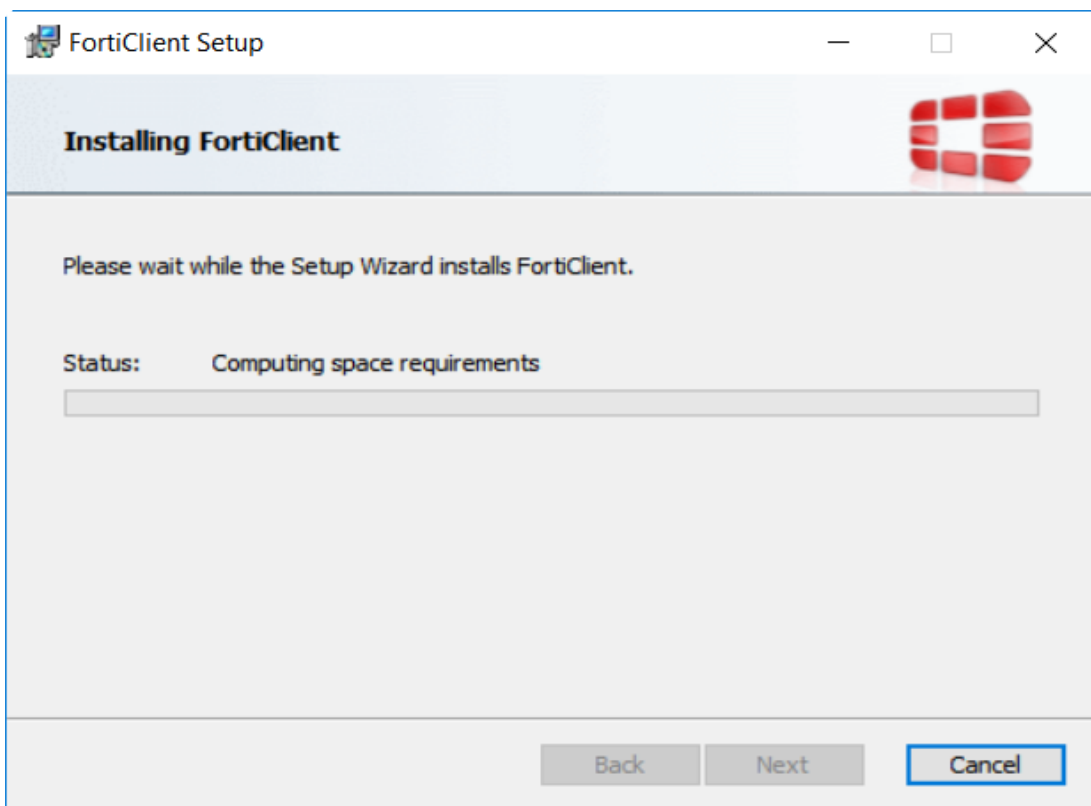 FortiClient Setup
Installing FortiClient
Please wait while the Setup Wizard installs FortiClient.
Status: Computing space requirements
Back Next Cancel